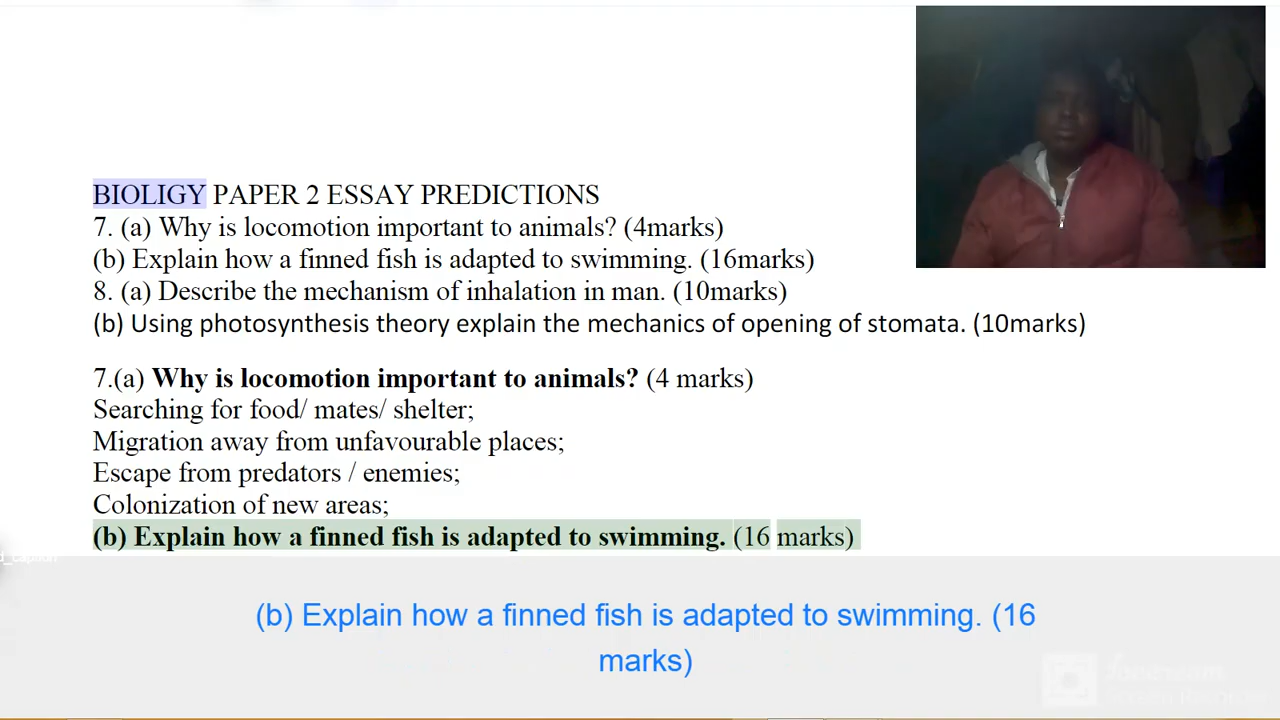 BIOLIGY PAPER 2 ESSAY PREDICTIONS
7. (a) Why is locomotion important to animals? (4marks)
(b) Explain how a finned fish is adapted to swimming. (16marks)
8. (a) Describe the mechanism of inhalation in man. (10marks)
(b) Using photosynthesis theory explain the mechanics of opening of stomata. (10marks)
7.(a) Why is locomotion important to animals? (4 marks)
Searching for food/ mates/ shelter;
Migration away from unfavourable places;
Escape from predators / enemies;
Colonization of new areas;
(b) Explain how a finned fish is adapted to swimming. (16 marks)
(b) Explain how a finned fish is adapted to swimming. (16
marks)